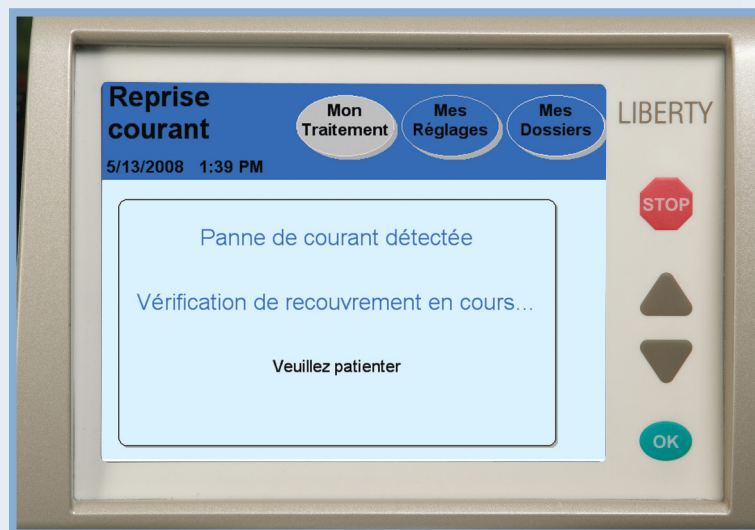 Reprise
courant
5/13/2008 1:39 PM
Mon
Traitement
Mes
Réglages
Mes
Dossiers
LIBERTY
STOP
Panne de courant détectée
Vérification de recouvrement en cours...
Veuillez patienter
OK